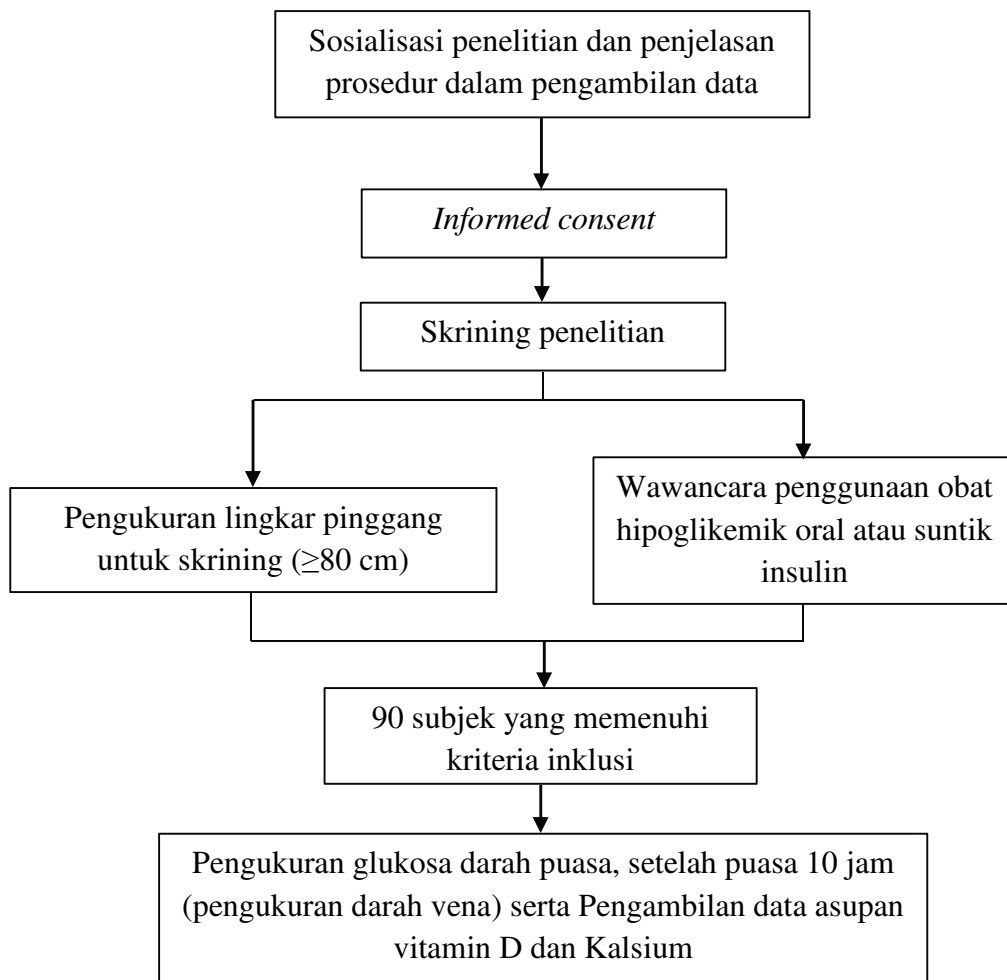 Sosialisasi penelitian dan penjelasan
prosedur dalam pengambilan data
Informed consent
Skrining penelitian
Pengukuran lingkar pinggang
untuk skrining (≥80 cm)
Wawancara penggunaan obat
hipoglikemik oral atau suntik
insulin
90 subjek yang memenuhi
kriteria inklusi
Pengukuran glukosa darah puasa, setelah puasa 10 jam
(pengukuran darah vena) serta Pengambilan data asupan
vitamin D dan Kalsium